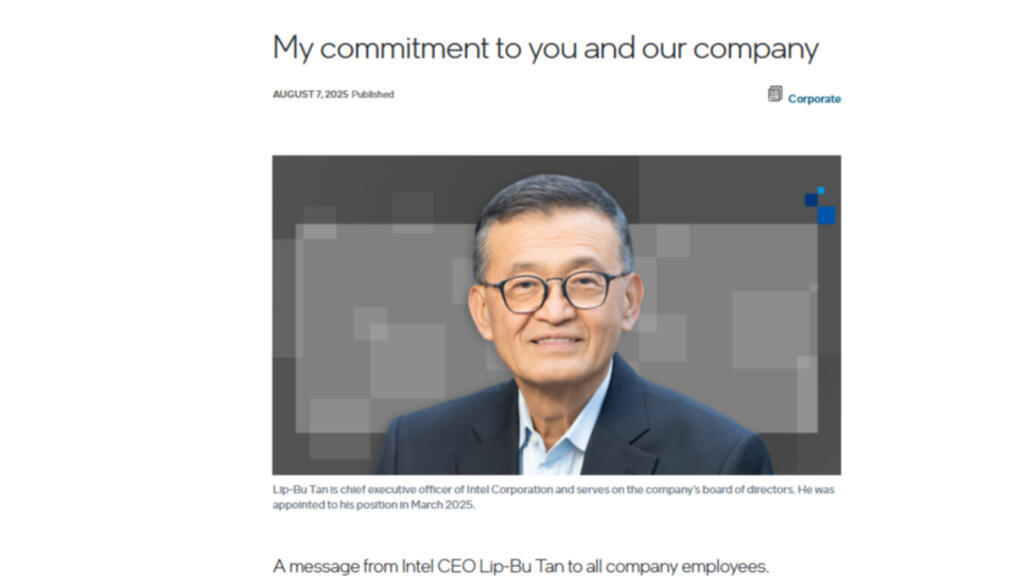 My commitment to you and our company
AUGUST 7, 2025 Published
Corporate
Lip-Bu Tan is chief executive officer of Intel Corporation and serves on the company's board of directors. He was
appointed to his position in March 2025.
A message from Intel CEO Lip-Bu Tan to all company employees.